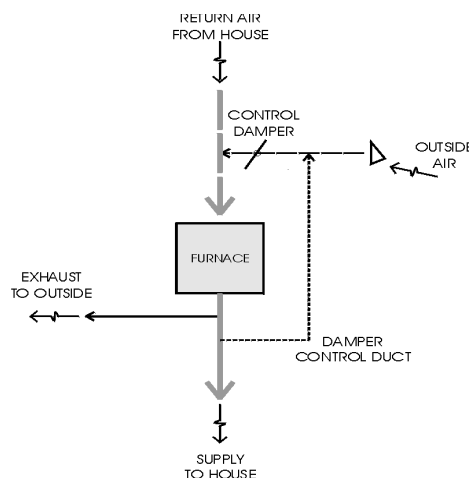 RETURN AIR
FROM HOUSE
CONTROL
DAMPER
OUTSIDE
AIR
FURNACE
EXHAUST
TO OUTSIDE
DAMPER
CONTROL DUCT
SUPPLY
TO HOUSE